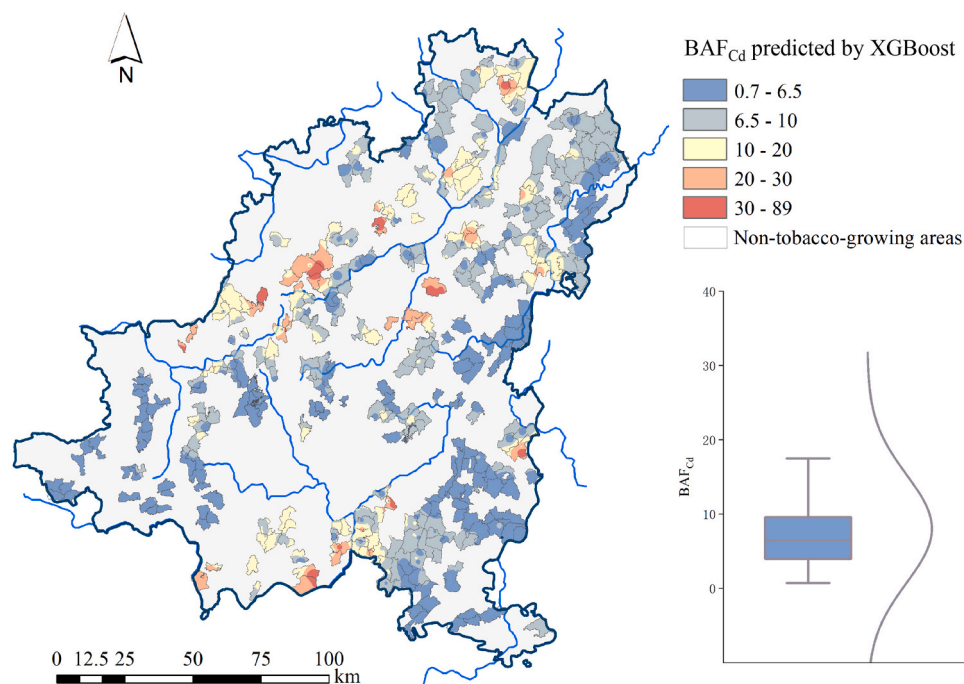 N
BAFCd predicted by XGBoost
0.7 - 6.5
6.5 - 10
10 - 20
20 - 30
30 - 89
Non-tobacco-growing areas
40
30
20
10
0
BAFCd
0 12.5 25 50 75 100
km